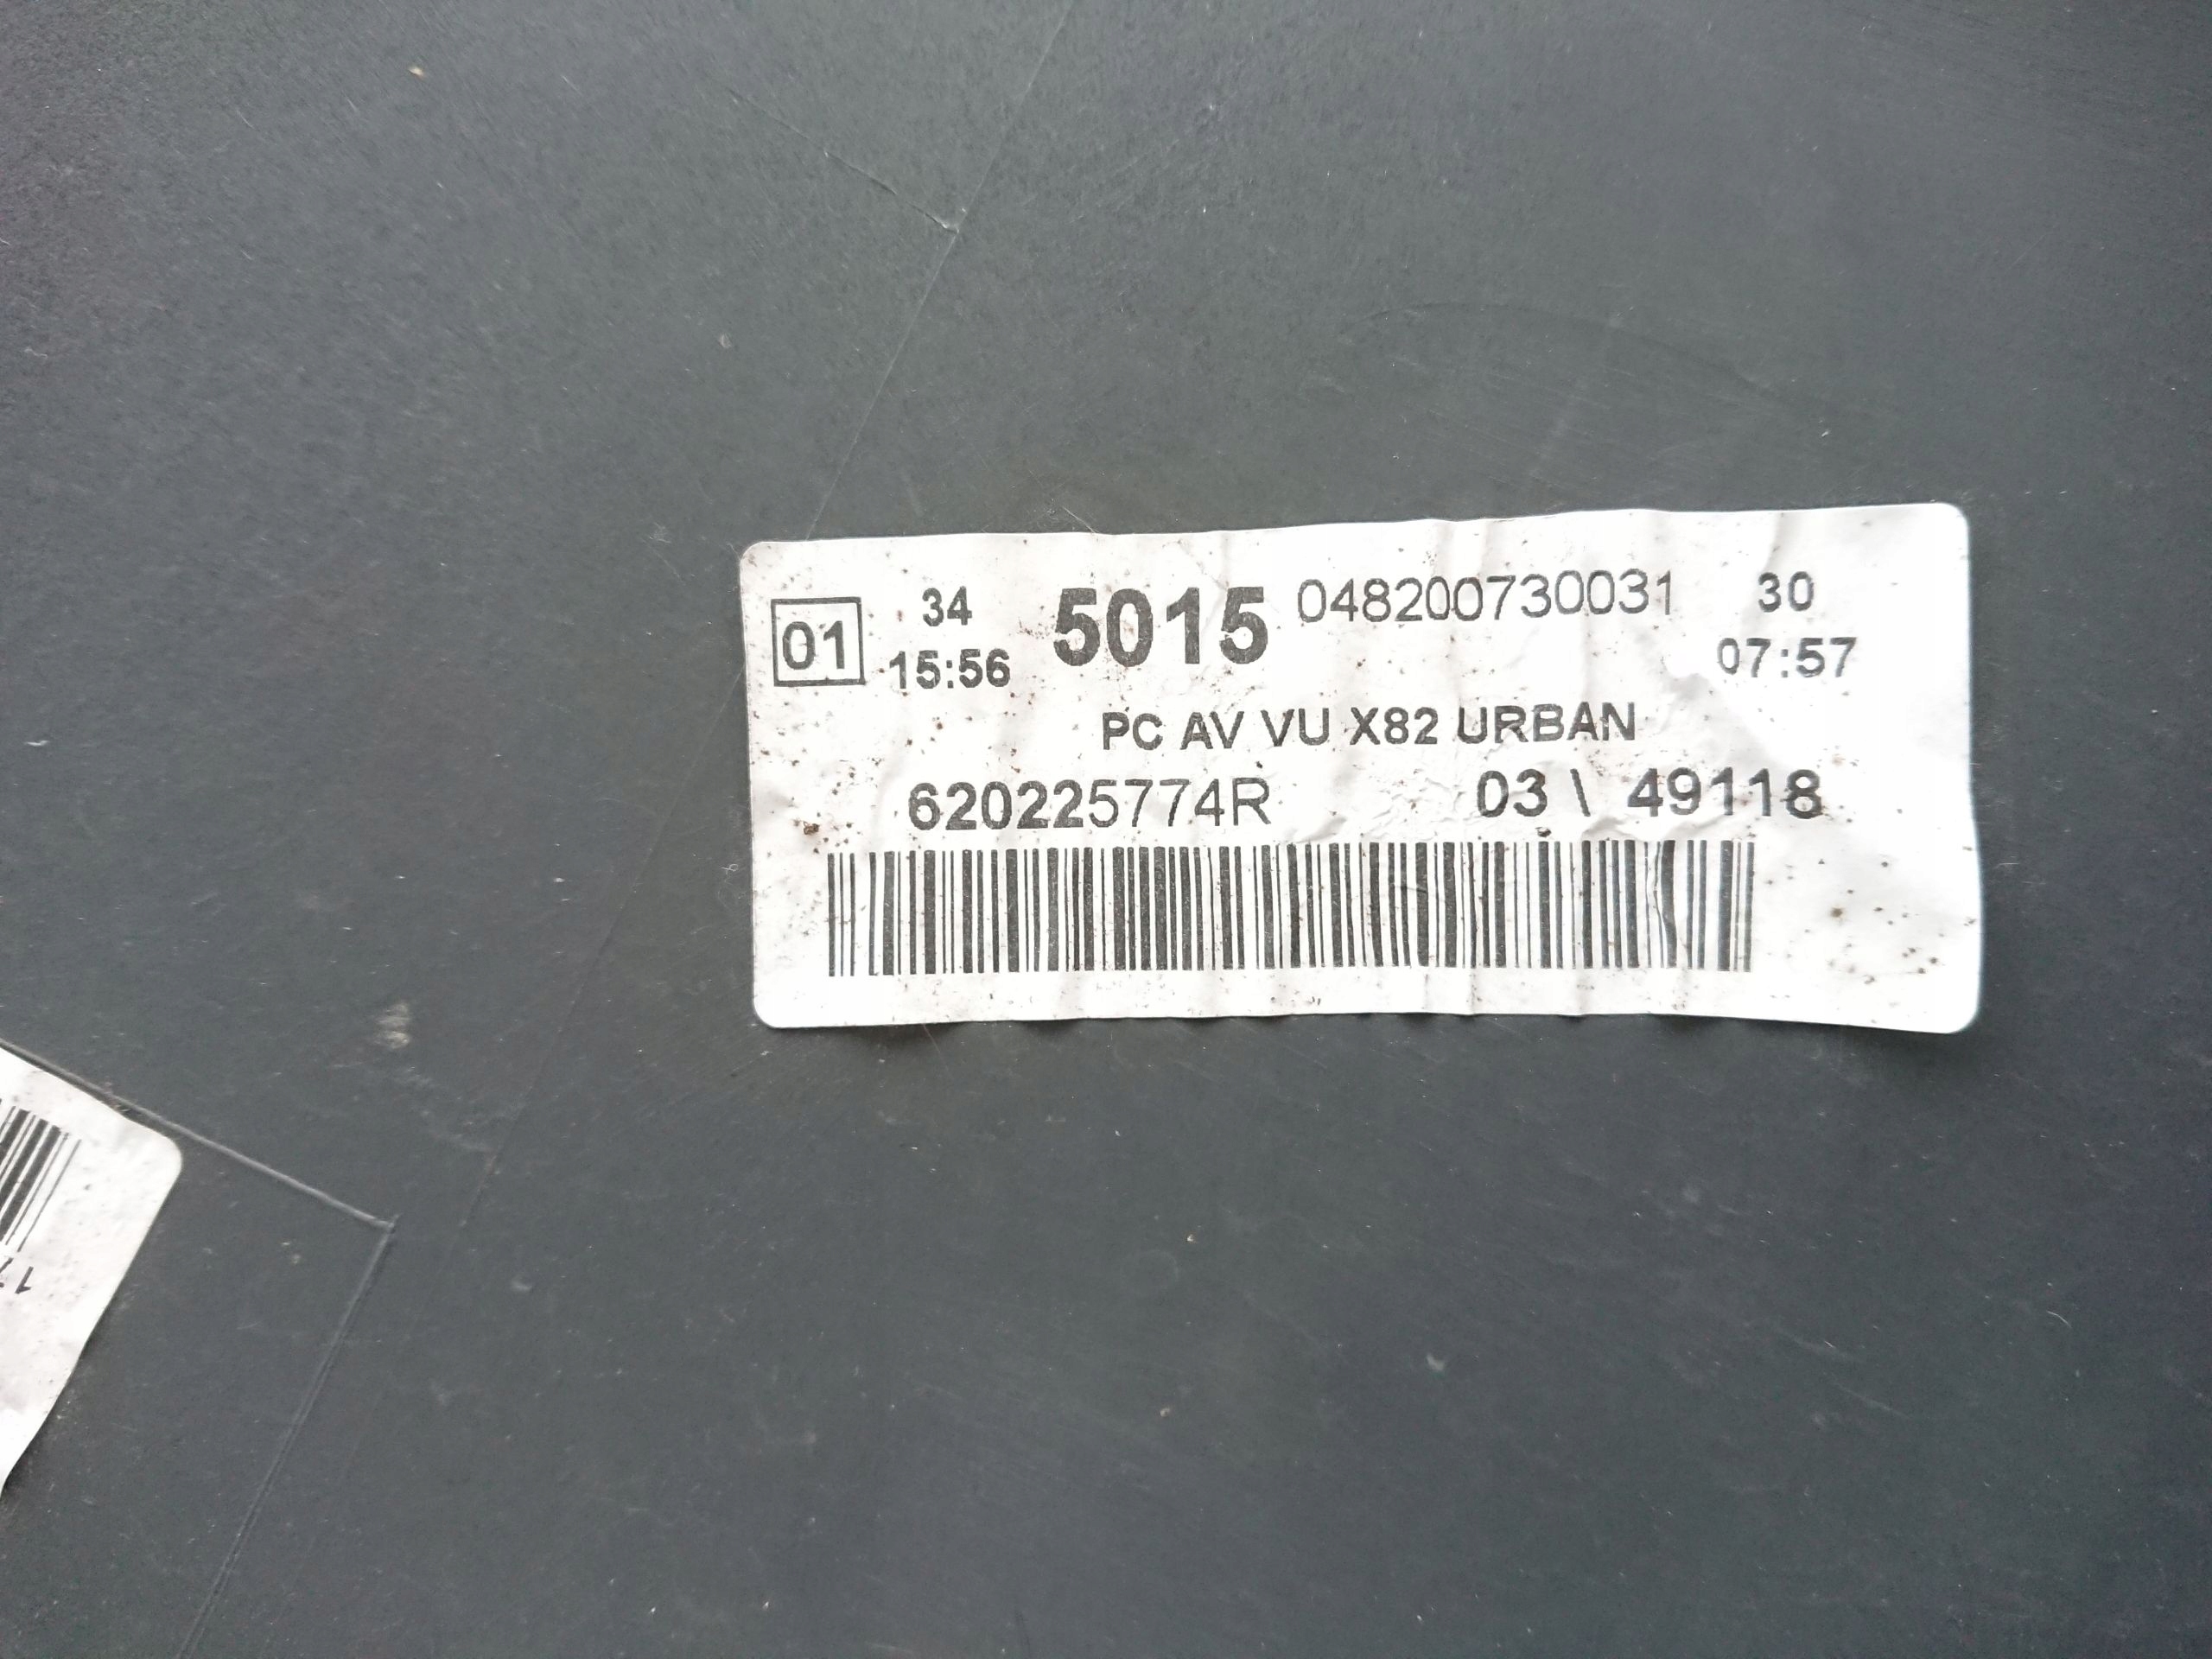 01 34 5015 048200730031 30
15:56 07:57
PC AV VU X82 URBAN
620225774R 03 \ 49118